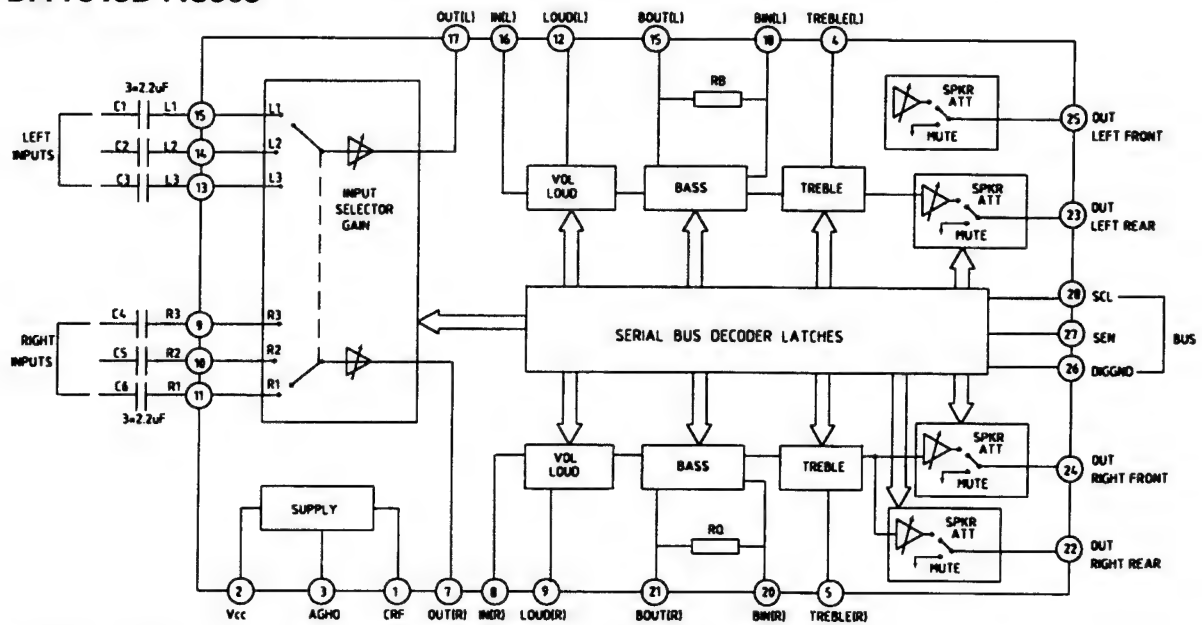 OUT(L) IN(L) LOUD(L) BOUT(L) BIN(L) TREBLE(L)
17 16 12 15 18 4
3=2.2uF
C1 L1 15 L1
LEFT INPUTS
C2 L2 14 L2
C3 L3 13 L3
INPUT
SELECTOR
GAIN
RB
VOL
LOUD
BASS
TREBLE
SPKR
ATT
MUTE
25 OUT
LEFT FRONT
SPKR
ATT
MUTE
23 OUT
LEFT REAR
SERIAL BUS DECODER LATCHES
28 SCL
27 SEN
26 DIGGND
BUS
C4 R3 9 R3
RIGHT INPUTS
C5 R2 10 R2
C6 R1 11 R1
3=2.2uF
VOL
LOUD
BASS
TREBLE
RQ
SPKR
ATT
MUTE
24 OUT
RIGHT FRONT
SPKR
ATT
MUTE
22 OUT
RIGHT REAR
SUPPLY
2 3 1 7 8 9 21 20 5
Vcc AGHO CRF OUT(R) IN(R) LOUD(R) BOUT(R) BIN(R) TREBLE(R)